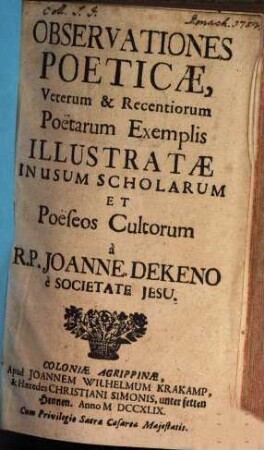 Coll. S. J.
OBSERVATIONES
POETICÆ,
Veterum & Recentiorum
Poëtarum Exemplis
ILLUSTRATÆ
IN USUM SCHOLARUM
ET
Poëseos Cultorum
à
R.P. JOANNE DEKENO
è SOCIETATE JESU.
COLONIÆ AGRIPPINÆ,
Apud JOANNEM WILHELMUM KRAKAMP,
& Hæredes CHRISTIANI SIMONIS, unter fetten
Hennen. Anno M DCCXLIX.
Cum Privilegio Sacræ Cæsareæ Majestatis.